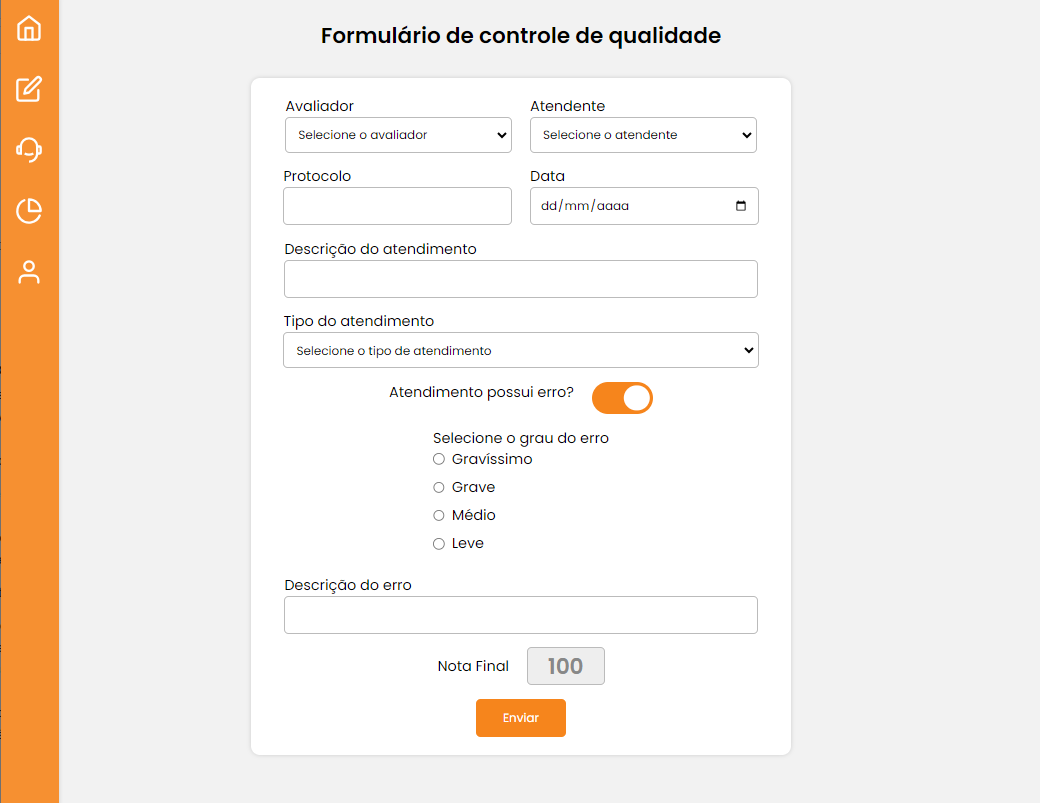 Formulário de controle de qualidade
Avaliador
Atendente
Selecione o avaliador
Selecione o atendente
Protocolo
Data
dd/mm/aaaa
Descrição do atendimento
Tipo do atendimento
Selecione o tipo de atendimento
Atendimento possui erro?
Selecione o grau do erro
Gravíssimo
Grave
Médio
Leve
Descrição do erro
Nota Final
100
Enviar